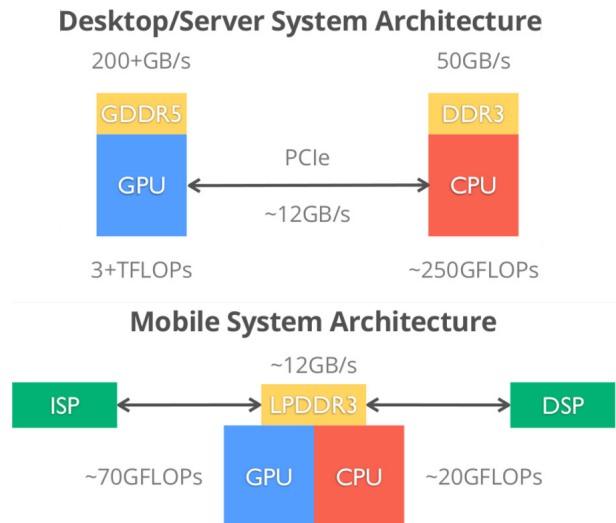 Desktop/Server System Architecture
200+GB/s 50GB/s
GDDR5 DDR3
PCIe
GPU CPU
~12GB/s
3+TFLOPs ~250GFLOPs
Mobile System Architecture
~12GB/s
ISP LPDDR3 DSP
~70GFLOPs GPU CPU ~20GFLOPs